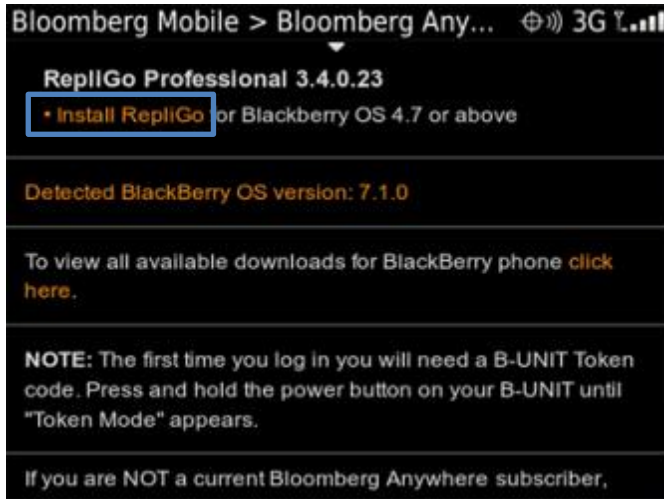 Bloomberg Mobile > Bloomberg Any... 3G
RepliGo Professional 3.4.0.23
• Install RepliGo for Blackberry OS 4.7 or above
Detected BlackBerry OS version: 7.1.0
To view all available downloads for BlackBerry phone click
here.
NOTE: The first time you log in you will need a B-UNIT Token
code. Press and hold the power button on your B-UNIT until
"Token Mode" appears.
If you are NOT a current Bloomberg Anywhere subscriber,